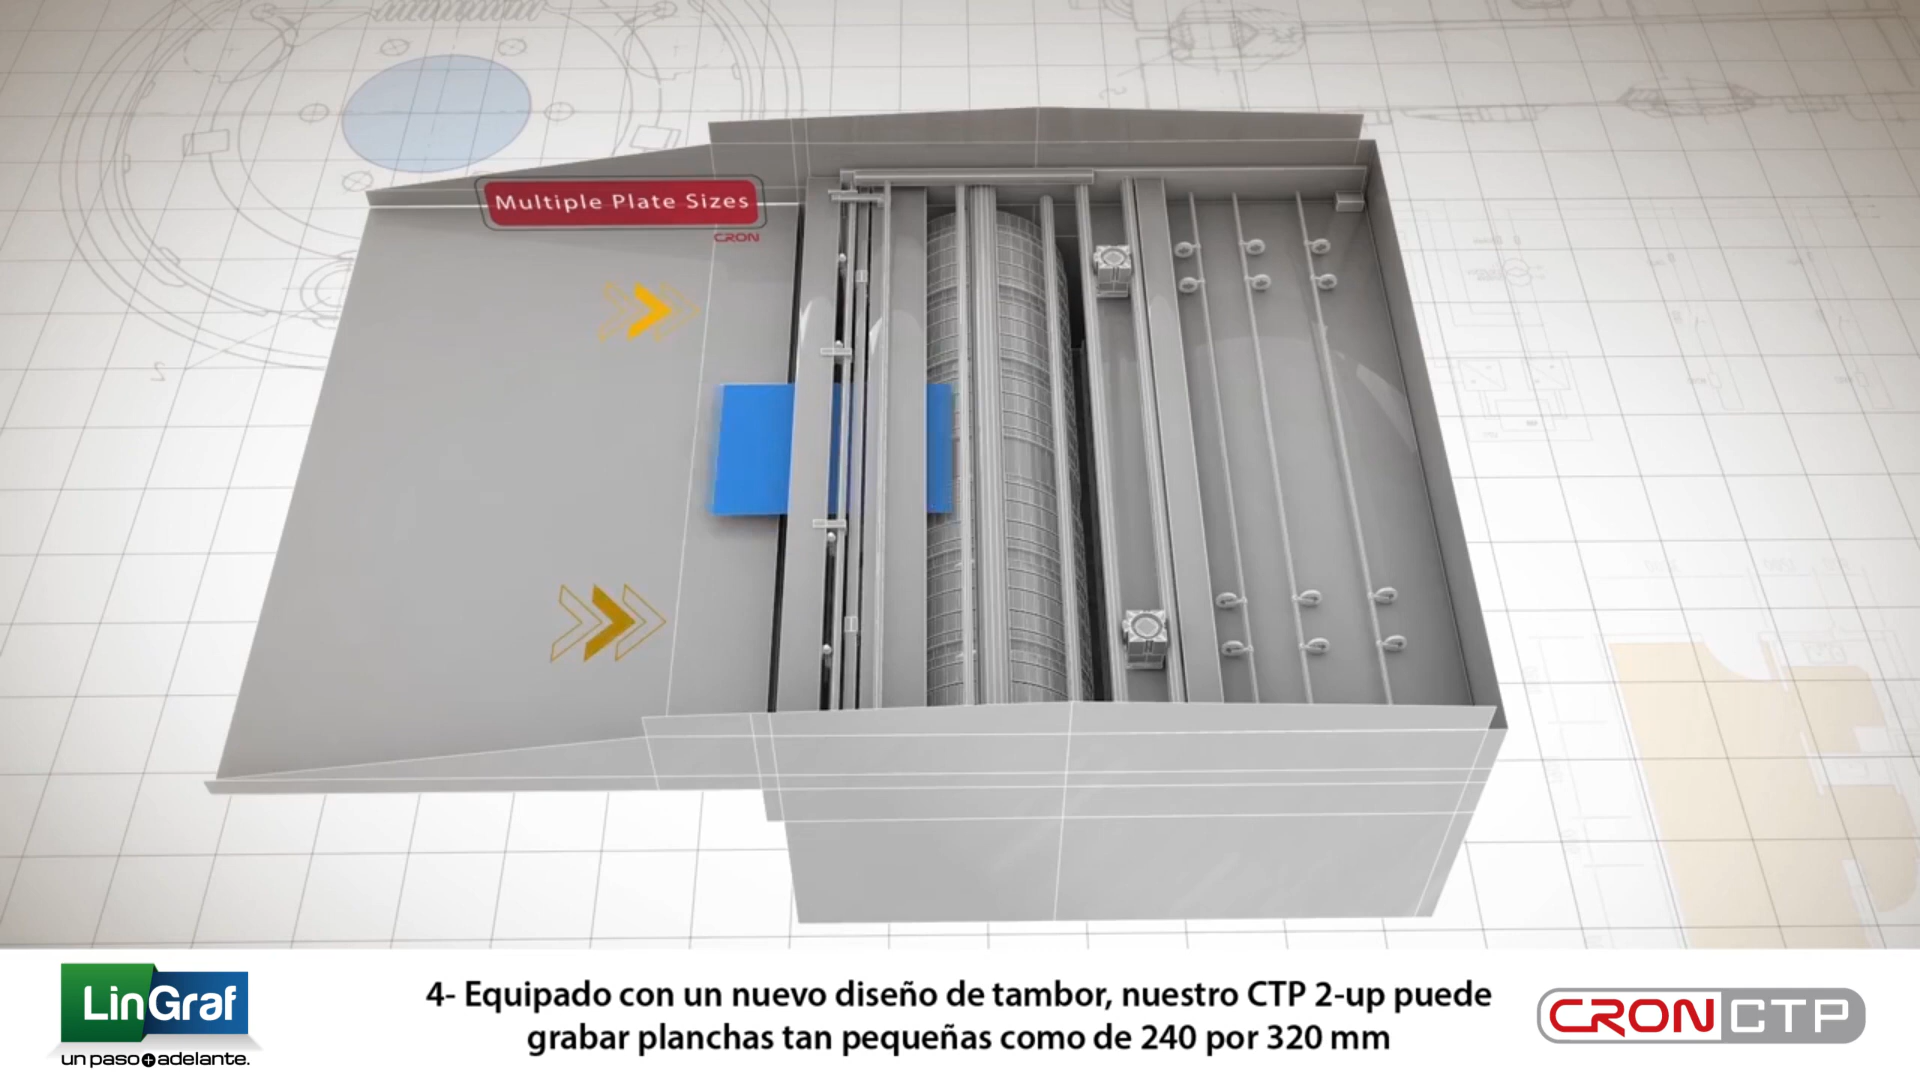 Multiple Plate Sizes
CRON
LinGraf
un paso+adelante.
4- Equipado con un nuevo diseño de tambor, nuestro CTP 2-up puede
grabar planchas tan pequeñas como de 240 por 320 mm
CRON CTP